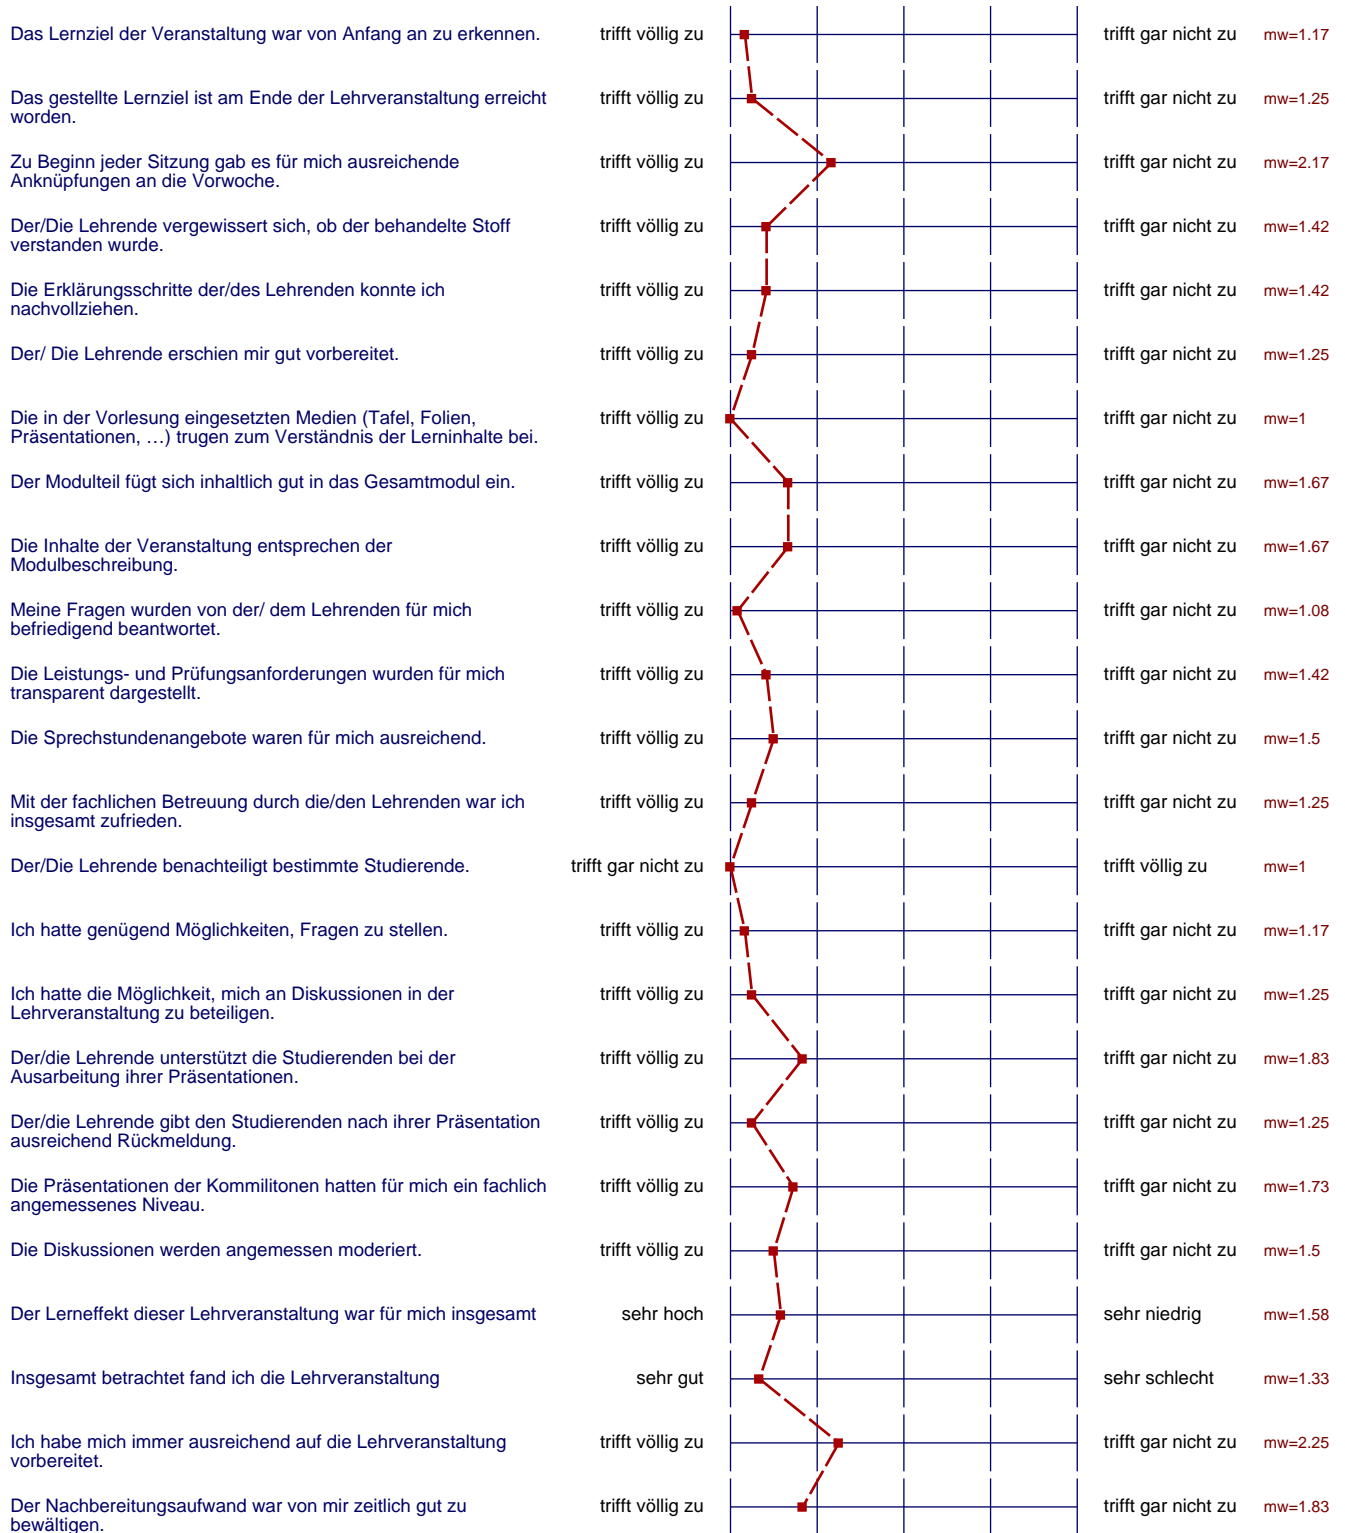 Das Lernziel der Veranstaltung war von Anfang an zu erkennen. trifft völlig zu trifft gar nicht zu mw=1.17
Das gestellte Lernziel ist am Ende der Lehrveranstaltung erreicht trifft völlig zu trifft gar nicht zu mw=1.25
worden.
Zu Beginn jeder Sitzung gab es für mich ausreichende trifft völlig zu trifft gar nicht zu mw=2.17
Anknüpfungen an die Vorwoche.
Der/Die Lehrende vergewissert sich, ob der behandelte Stoff trifft völlig zu trifft gar nicht zu mw=1.42
verstanden wurde.
Die Erklärungsschritte der/des Lehrenden konnte ich trifft völlig zu trifft gar nicht zu mw=1.42
nachvollziehen.
Der/ Die Lehrende erschien mir gut vorbereitet. trifft völlig zu trifft gar nicht zu mw=1.25
Die in der Vorlesung eingesetzten Medien (Tafel, Folien, trifft völlig zu trifft gar nicht zu mw=1
Präsentationen, …) trugen zum Verständnis der Lerninhalte bei.
Der Modulteil fügt sich inhaltlich gut in das Gesamtmodul ein. trifft völlig zu trifft gar nicht zu mw=1.67
Die Inhalte der Veranstaltung entsprechen der trifft völlig zu trifft gar nicht zu mw=1.67
Modulbeschreibung.
Meine Fragen wurden von der/ dem Lehrenden für mich trifft völlig zu trifft gar nicht zu mw=1.08
befriedigend beantwortet.
Die Leistungs- und Prüfungsanforderungen wurden für mich trifft völlig zu trifft gar nicht zu mw=1.42
transparent dargestellt.
Die Sprechstundenangebote waren für mich ausreichend. trifft völlig zu trifft gar nicht zu mw=1.5
Mit der fachlichen Betreuung durch die/den Lehrenden war ich trifft völlig zu trifft gar nicht zu mw=1.25
insgesamt zufrieden.
Der/Die Lehrende benachteiligt bestimmte Studierende. trifft gar nicht zu trifft völlig zu mw=1
Ich hatte genügend Möglichkeiten, Fragen zu stellen. trifft völlig zu trifft gar nicht zu mw=1.17
Ich hatte die Möglichkeit, mich an Diskussionen in der trifft völlig zu trifft gar nicht zu mw=1.25
Lehrveranstaltung zu beteiligen.
Der/die Lehrende unterstützt die Studierenden bei der trifft völlig zu trifft gar nicht zu mw=1.83
Ausarbeitung ihrer Präsentationen.
Der/die Lehrende gibt den Studierenden nach ihrer Präsentation trifft völlig zu trifft gar nicht zu mw=1.25
ausreichend Rückmeldung.
Die Präsentationen der Kommilitonen hatten für mich ein fachlich trifft völlig zu trifft gar nicht zu mw=1.73
angemessenes Niveau.
Die Diskussionen werden angemessen moderiert. trifft völlig zu trifft gar nicht zu mw=1.5
Der Lerneffekt dieser Lehrveranstaltung war für mich insgesamt sehr hoch sehr niedrig mw=1.58
Insgesamt betrachtet fand ich die Lehrveranstaltung sehr gut sehr schlecht mw=1.33
Ich habe mich immer ausreichend auf die Lehrveranstaltung trifft völlig zu trifft gar nicht zu mw=2.25
vorbereitet.
Der Nachbereitungsaufwand war von mir zeitlich gut zu trifft völlig zu trifft gar nicht zu mw=1.83
bewältigen.